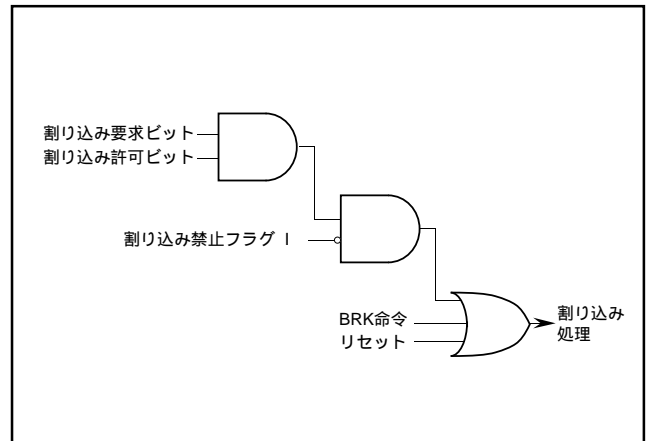 割り込み要求ビット
割り込み許可ビット
割り込み禁止フラグ I
BRK命令
リセット
割り込み
処理